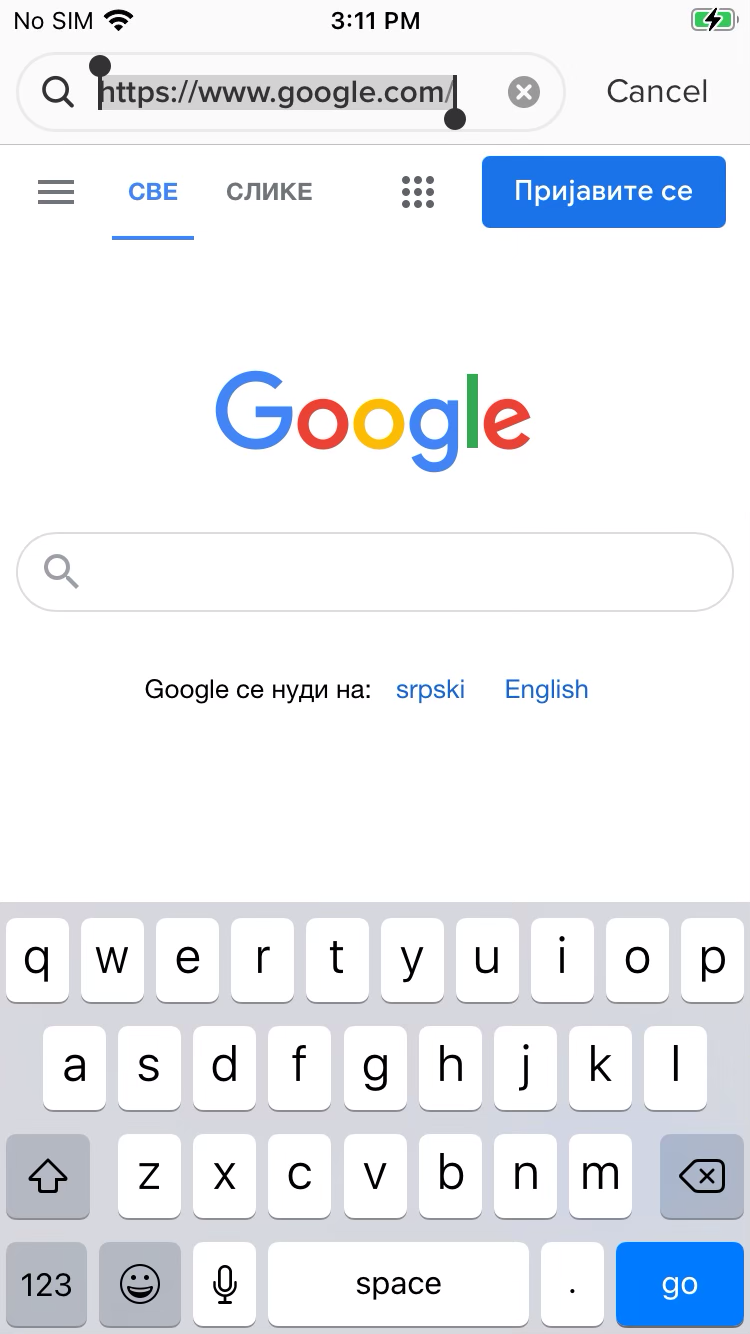 No SIM 3:11 PM
https://www.google.com/ Cancel
СВЕ СЛИКЕ Пријавите се
Google
Google се нуди на: srpski English
q w e r t y u i o p
a s d f g h j k l
z x c v b n m
123 space . go